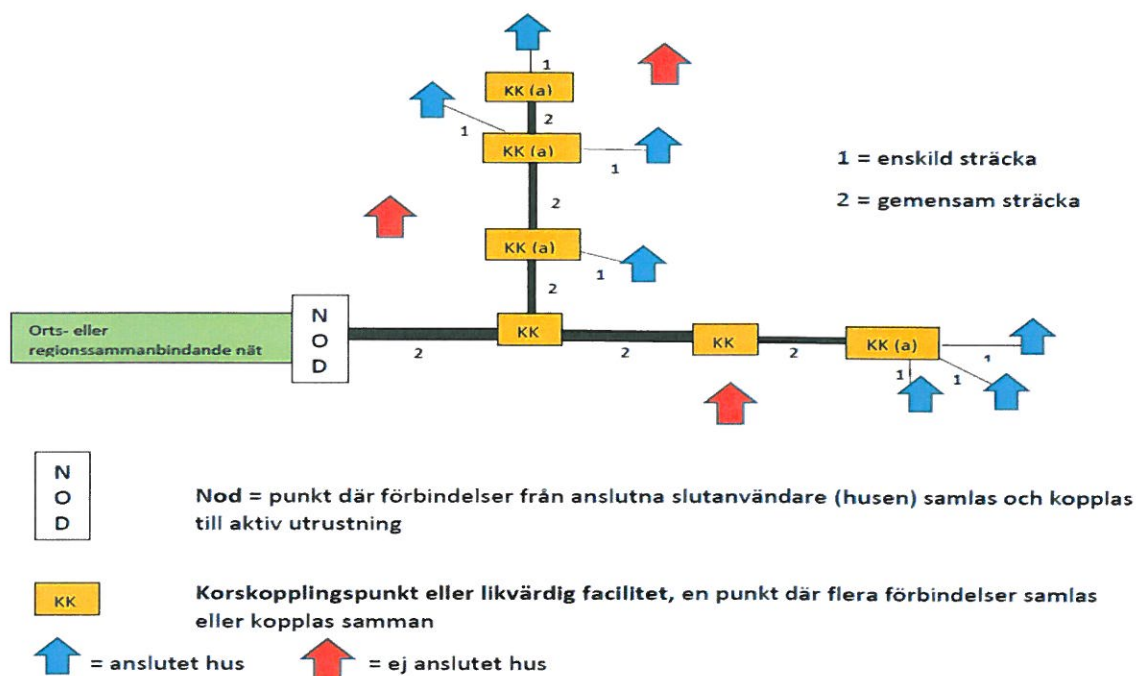 1
KK (a)
2
1
KK (a)
1
1 = enskild sträcka
2 = gemensam sträcka
2
KK (a)
1
2
Orts- eller
regionssammanbindande nät
N
O
D
2
KK
2
KK
2
KK (a)
1
1
1
N
O
D
Nod = punkt där förbindelser från anslutna slutanvändare (husen) samlas och kopplas
till aktiv utrustning
KK
Korskopplingspunkt eller likvärdig facilitet, en punkt där flera förbindelser samlas
eller kopplas samman
= anslutet hus
= ej anslutet hus